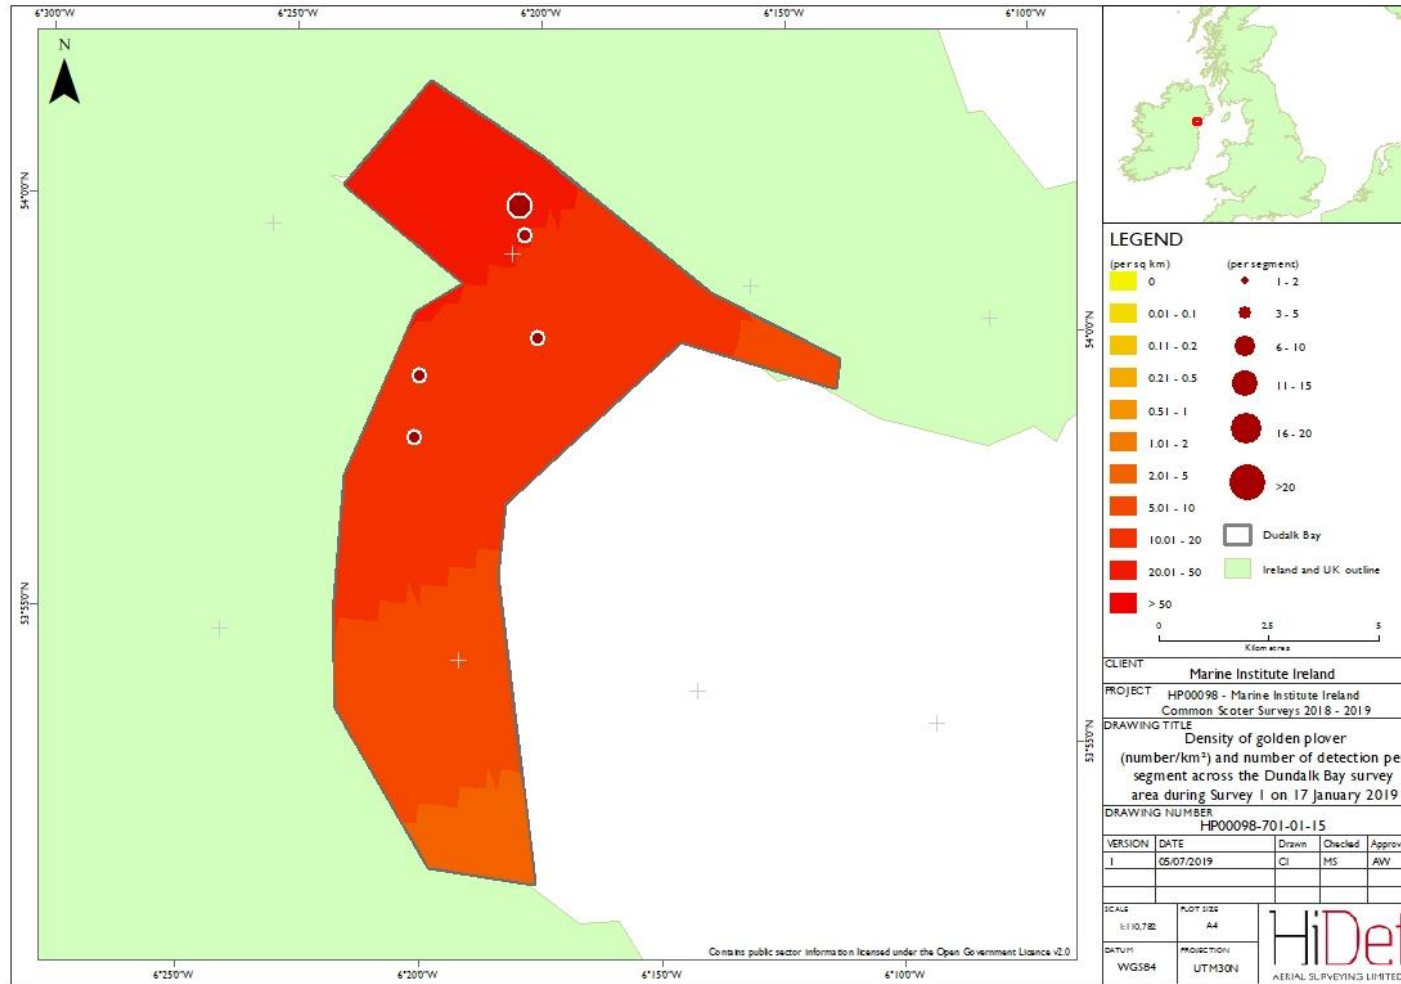 6°30'0"W 6°25'0"W 6°20'0"W 6°15'0"W 6°10'0"W
N
54°0'0"N
54°0'0"N
53°55'0"N
53°55'0"N
Contains public sector information licensed under the Open Government Licence v2.0
6°25'0"W 6°20'0"W 6°15'0"W 6°10'0"W
LEGEND
(per sq km) (per segment)
0 1 - 2
0.01 - 0.1 3 - 5
0.11 - 0.2 6 - 10
0.21 - 0.5 11 - 15
0.51 - 1 16 - 20
1.01 - 2
2.01 - 5 >20
5.01 - 10
10.01 - 20 Dudalk Bay
20.01 - 50 Ireland and UK outline
> 50
0 2.5 5
Kilometres
CLIENT
Marine Institute Ireland
PROJECT HP00098 - Marine Institute Ireland
Common Scoter Surveys 2018 - 2019
DRAWING TITLE
Density of golden plover
(number/km²) and number of detection pe
segment across the Dundalk Bay survey
area during Survey 1 on 17 January 2019
DRAWING NUMBER
HP00098-701-01-15
VERSION DATE Drawn Checked Approv
1 05/07/2019 CI MS AW
SCALE PLOT SIZE
1:110,782 A4
DATUM PROJECTION
WGS84 UTM30N
HiDef
AERIAL SURVEYING LIMITED